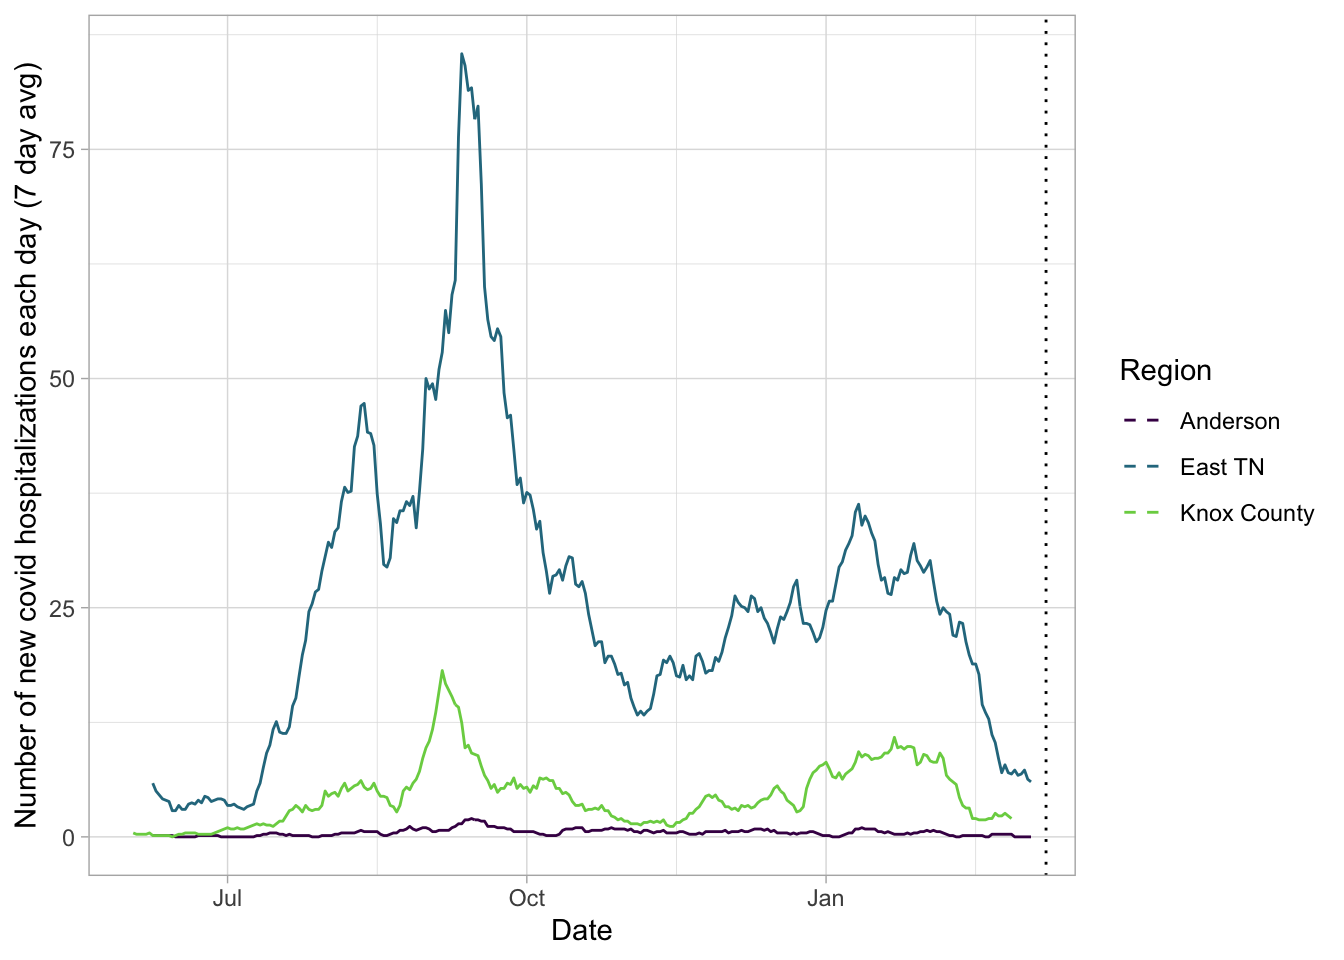 Number of new covid hospitalizations each day (7 day avg)
75
50
25
0
Jul
Oct
Jan
Date
Region
Anderson
East TN
Knox County